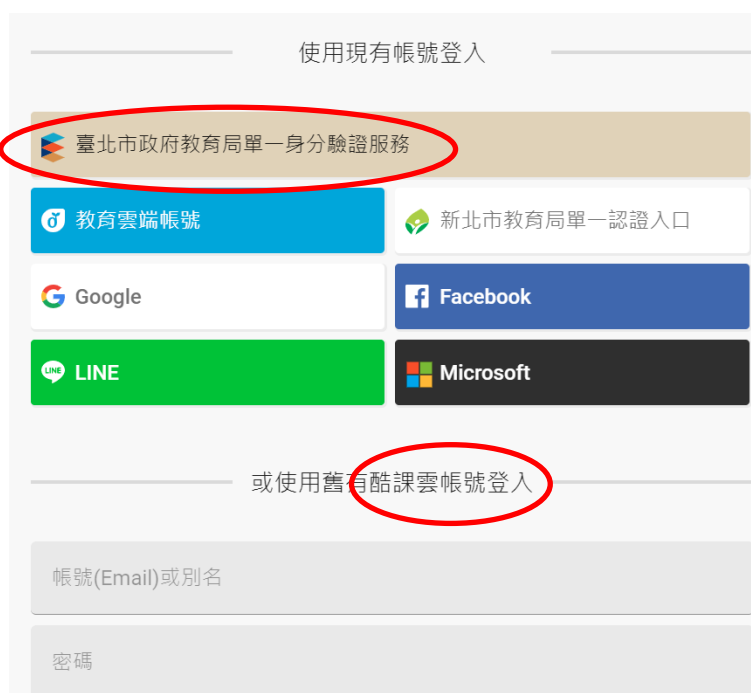 使用現有帳號登入
臺北市政府教育局單一身分驗證服務
教育雲端帳號
新北市教育局單一認證入口
Google
Facebook
LINE
Microsoft
或使用舊有酷課雲帳號登入
帳號(Email)或別名
密碼